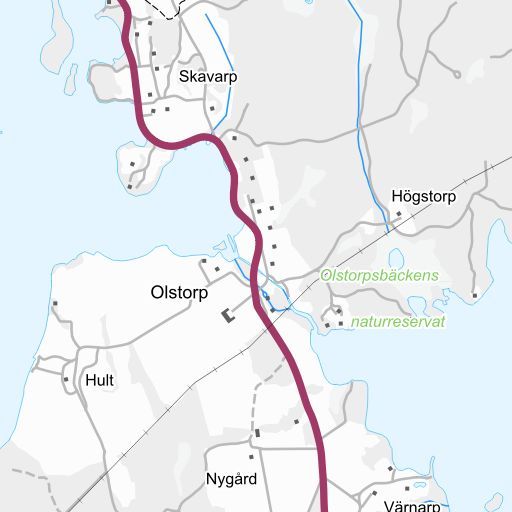 Skavarp
Högstorp
Olstorpsbäckens
Olstorp
naturreservat
Hult
Nygård
Värnarp